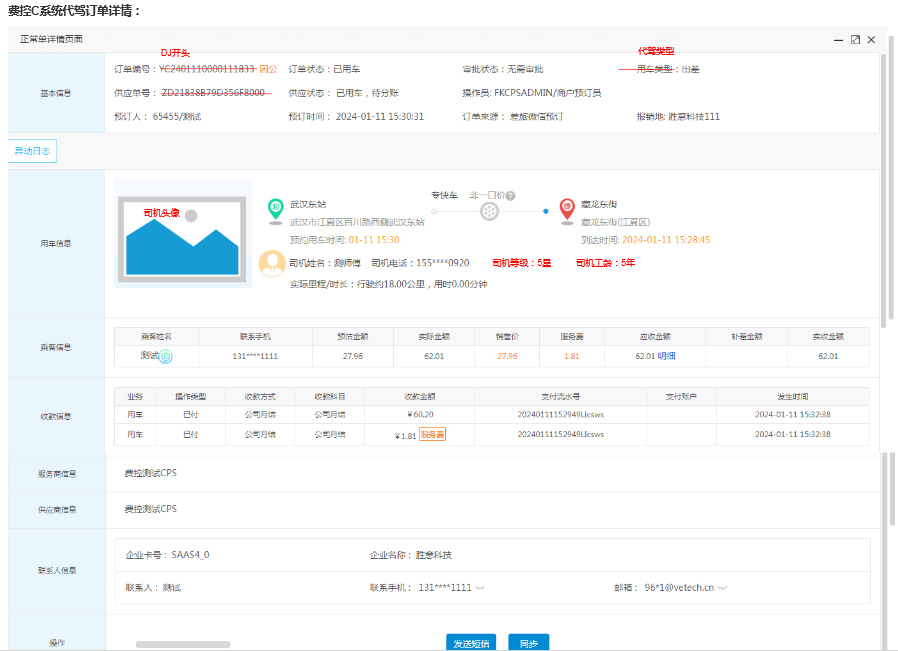 费控C系统代驾订单详情：
正常单详情页面
DJ开头
代驾类型
基本信息
订单编号：YC2401110000111833 因公 订单状态：已用车 审批状态：无需审批 用车类型：出差
供应单号： ZD21838B79D356F8000 供应状态： 已用车，待分账 操作员: FKCPSADMIN/商户预订员
预订人： 65455/测试 预订时间： 2024-01-11 15:30:31 订单来源： 差旅微信预订 报销地: 胜意科技111
异动日志
用车信息
司机头像
起 武汉东站 专快车 非一口价 ? 终 藏龙东街
武汉市江夏区百川路西侧武汉东站 藏龙东街(江夏区)
预约用车时间: 01-11 15:30 到达时间: 2024-01-11 15:28:45
司机姓名：测师傅 司机电话：155****0920 司机等级：5星 司机工龄：5年
实际里程/时长：行驶约18.00公里，用时0.00分钟
乘客信息
乘客姓名 联系手机 预估金额 实际金额 销售价 服务费 应收金额 补差金额 实收金额
测试 131****1111 27.96 62.01 27.96 1.81 62.01 明细 62.01
收款信息
业务 操作类型 收款方式 收款科目 收款金额 支付流水号 支付账户 发生时间
用车 已付 公司月结 公司月结 ￥60.20 20240111152949LIcsws 2024-01-11 15:32:38
用车 已付 公司月结 公司月结 ￥1.81 服务费 20240111152949LIcsws 2024-01-11 15:32:38
服务商信息 费控测试CPS
供应商信息 费控测试CPS
联系人信息
企业卡号： SAAS4_0 企业名称： 胜意科技
联系人： 测试 联系手机： 131****1111 邮箱： 96*1@vetech.cn
操作 发送短信 同步